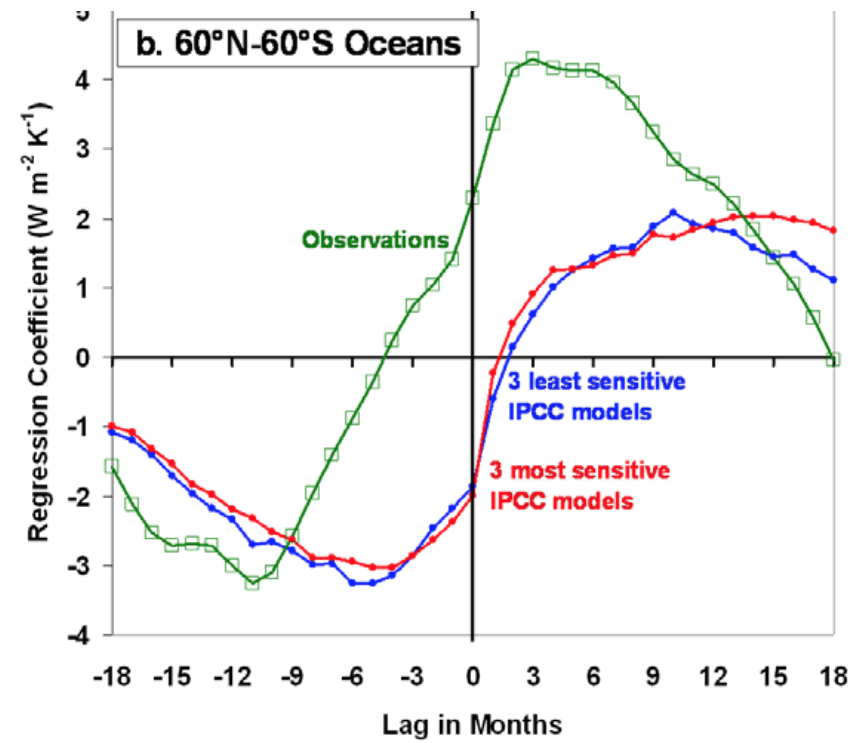 5
b. 60°N-60°S Oceans
4
3
2
1
0
-1
-2
-3
-4
Regression Coefficient (W m-2 K-1)
Observations
3 least sensitive
IPCC models
3 most sensitive
IPCC models
-18 -15 -12 -9 -6 -3 0 3 6 9 12 15 18
Lag in Months